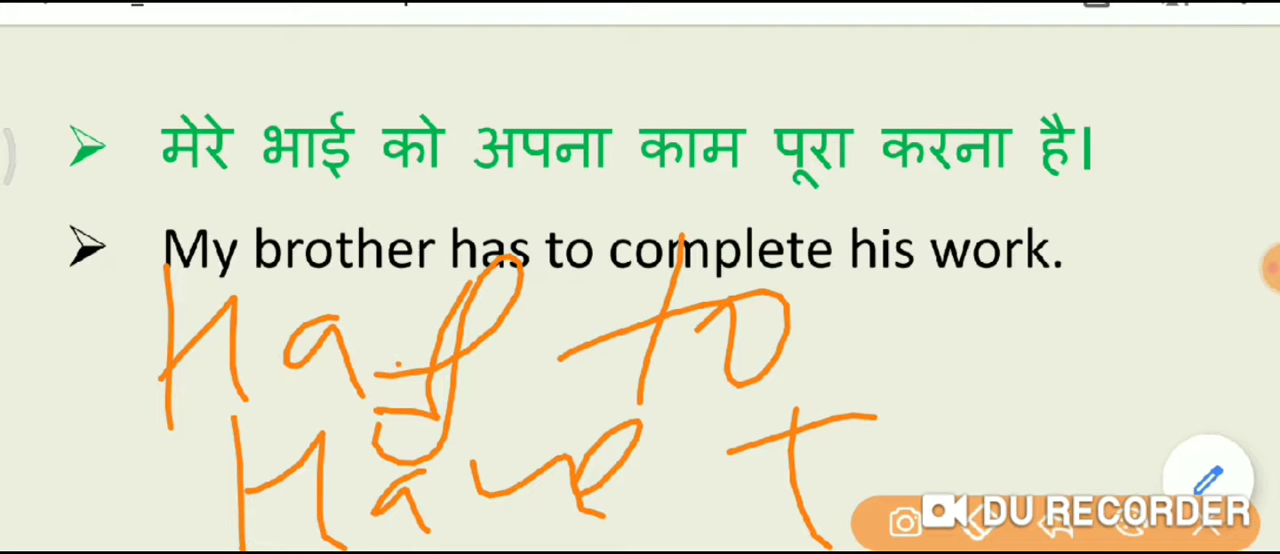 मेरे भाई को अपना काम पूरा करना है।
My brother has to complete his work.
Has to
Have t
DU RECORDER